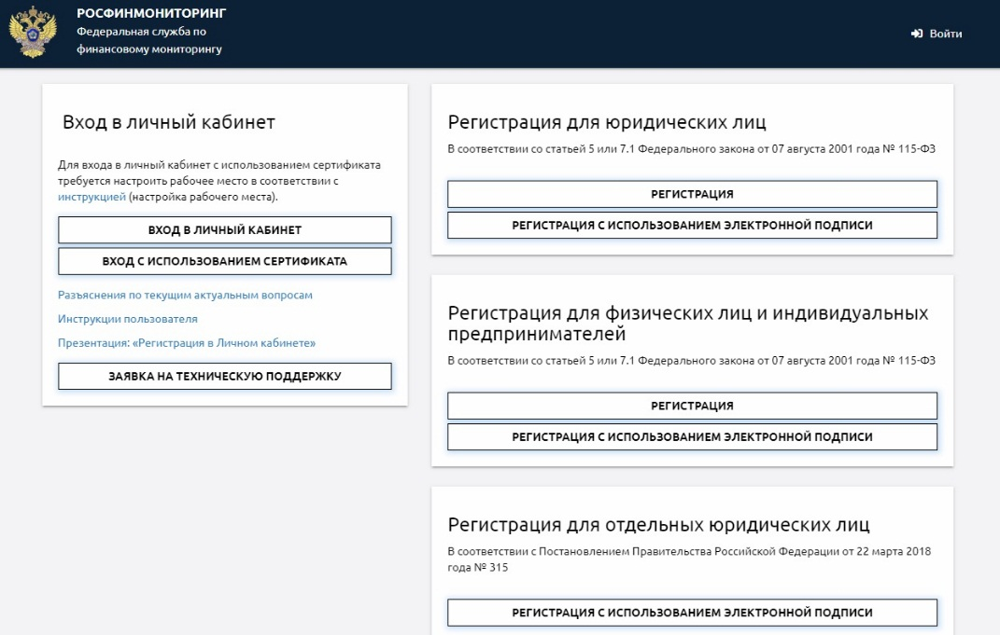 РОСФИНМОНИТОРИНГ
Федеральная служба по
финансовому мониторингу
Войти
Вход в личный кабинет
Для входа в личный кабинет с использованием сертификата
требуется настроить рабочее место в соответствии с
инструкцией (настройка рабочего места).
ВХОД В ЛИЧНЫЙ КАБИНЕТ
ВХОД С ИСПОЛЬЗОВАНИЕМ СЕРТИФИКАТА
Разъяснения по текущим актуальным вопросам
Инструкции пользователя
Презентация: «Регистрация в Личном кабинете»
ЗАЯВКА НА ТЕХНИЧЕСКУЮ ПОДДЕРЖКУ
Регистрация для юридических лиц
В соответствии со статьей 5 или 7.1 Федерального закона от 07 августа 2001 года № 115-ФЗ
РЕГИСТРАЦИЯ
РЕГИСТРАЦИЯ С ИСПОЛЬЗОВАНИЕМ ЭЛЕКТРОННОЙ ПОДПИСИ
Регистрация для физических лиц и индивидуальных
предпринимателей
В соответствии со статьей 5 или 7.1 Федерального закона от 07 августа 2001 года № 115-ФЗ
РЕГИСТРАЦИЯ
РЕГИСТРАЦИЯ С ИСПОЛЬЗОВАНИЕМ ЭЛЕКТРОННОЙ ПОДПИСИ
Регистрация для отдельных юридических лиц
В соответствии с Постановлением Правительства Российской Федерации от 22 марта 2018
года № 315
РЕГИСТРАЦИЯ С ИСПОЛЬЗОВАНИЕМ ЭЛЕКТРОННОЙ ПОДПИСИ